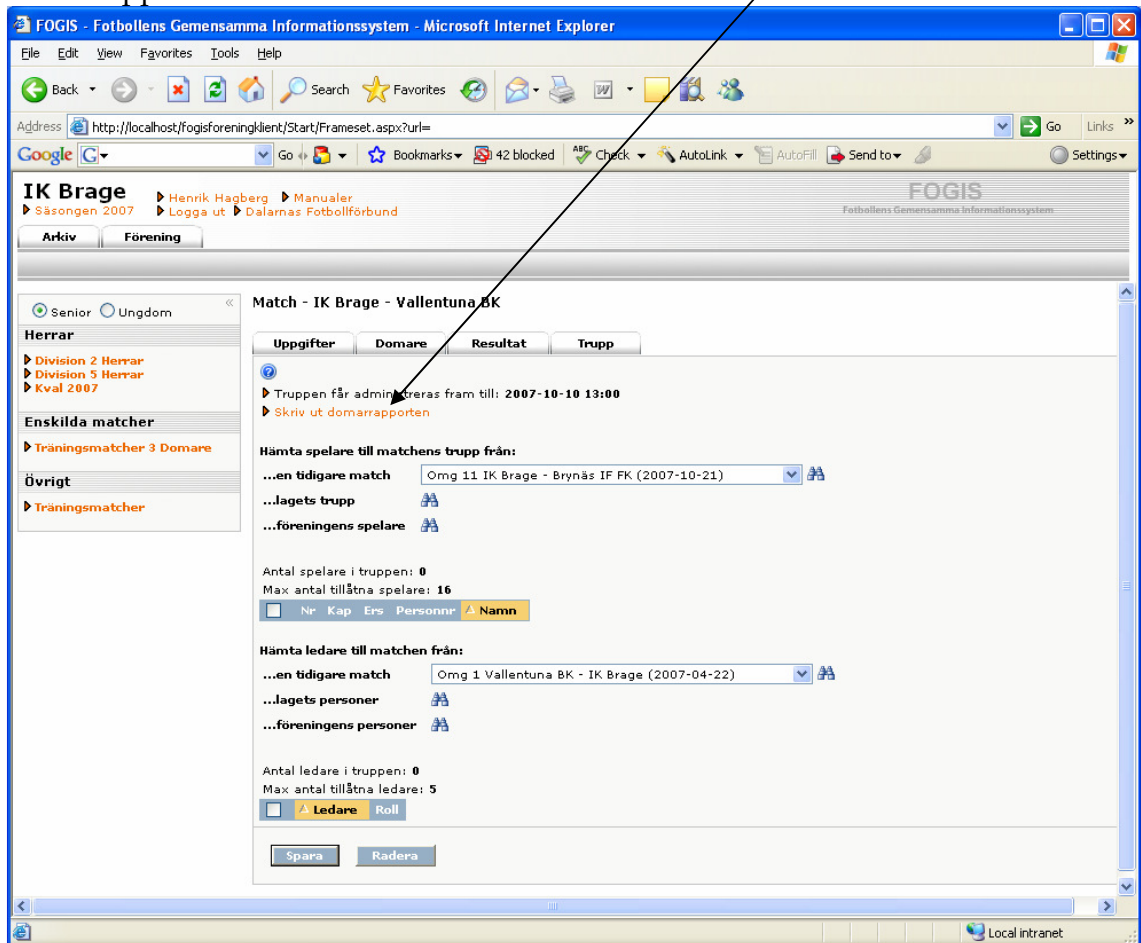 FOGIS - Fotbollens Gemensamma Informationssystem - Microsoft Internet Explorer
File Edit View Favorites Tools Help
Back Search Favorites
Address http://localhost/fogisforeningklient/Start/Frameset.aspx?url= Go Links »
Google G Go Bookmarks 42 blocked ABC Check AutoLink AutoFill Send to Settings
IK Brage Henrik Hagberg Manualer FOGIS
Säsongen 2007 Logga ut Dalarnas Fotbollförbund Fotbollens Gemensamma Informationssystem
Arkiv Förening
Senior Ungdom «
Herrar
Division 2 Herrar
Division 5 Herrar
Kval 2007
Enskilda matcher
Träningsmatcher 3 Domare
Övrigt
Träningsmatcher
Match - IK Brage - Vallentuna BK
Uppgifter Domare Resultat Trupp
?
Truppen får administreras fram till: 2007-10-10 13:00
Skriv ut domarrapporten
Hämta spelare till matchens trupp från:
...en tidigare match Omg 11 IK Brage - Brynäs IF FK (2007-10-21)
...lagets trupp
...föreningens spelare
Antal spelare i truppen: 0
Max antal tillåtna spelare: 16
Nr Kap Ers Personnr Namn
Hämta ledare till matchen från:
...en tidigare match Omg 1 Vallentuna BK - IK Brage (2007-04-22)
...lagets personer
...föreningens personer
Antal ledare i truppen: 0
Max antal tillåtna ledare: 5
Ledare Roll
Spara Radera
Local intranet